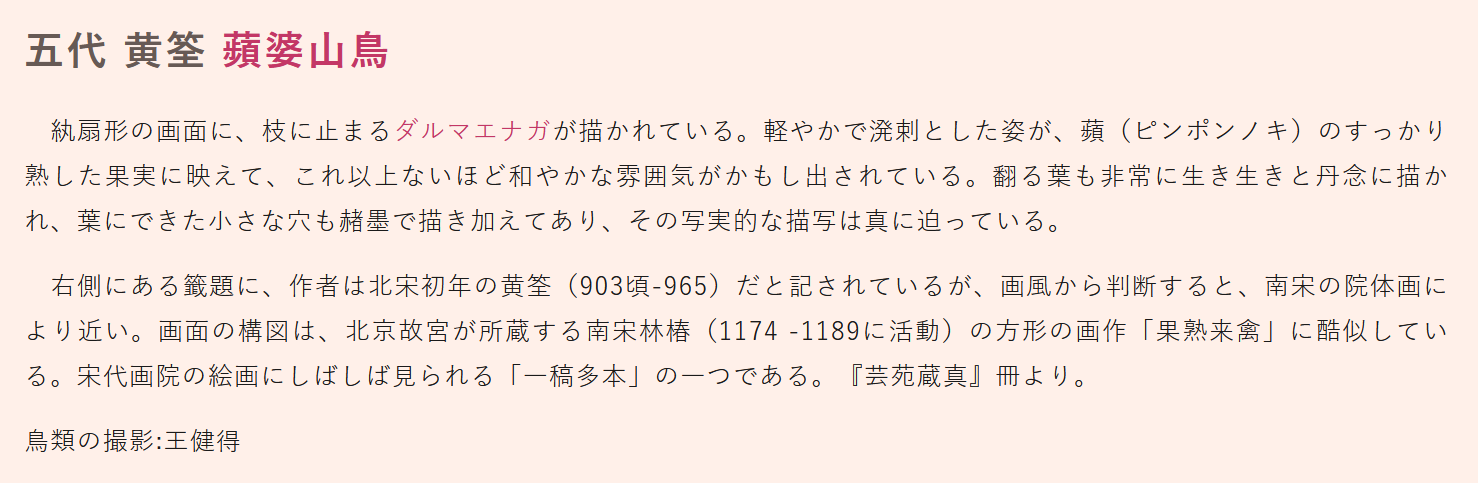 五代 黄筌 蘋婆山鳥
　紈扇形の画面に、枝に止まるダルマエナガが描かれている。軽やかで溌剌とした姿が、蘋（ピンポンノキ）のすっかり
熟した果実に映えて、これ以上ないほど和やかな雰囲気がかもし出されている。翻る葉も非常に生き生きと丹念に描か
れ、葉にできた小さな穴も赭墨で描き加えてあり、その写実的な描写は真に迫っている。
　右側にある籤題に、作者は北宋初年の黄筌（903頃-965）だと記されているが、画風から判断すると、南宋の院体画に
より近い。画面の構図は、北京故宮が所蔵する南宋林椿（1174 -1189に活動）の方形の画作「果熟来禽」に酷似してい
る。宋代画院の絵画にしばしば見られる「一稿多本」の一つである。『芸苑蔵真』冊より。
鳥類の撮影:王健得